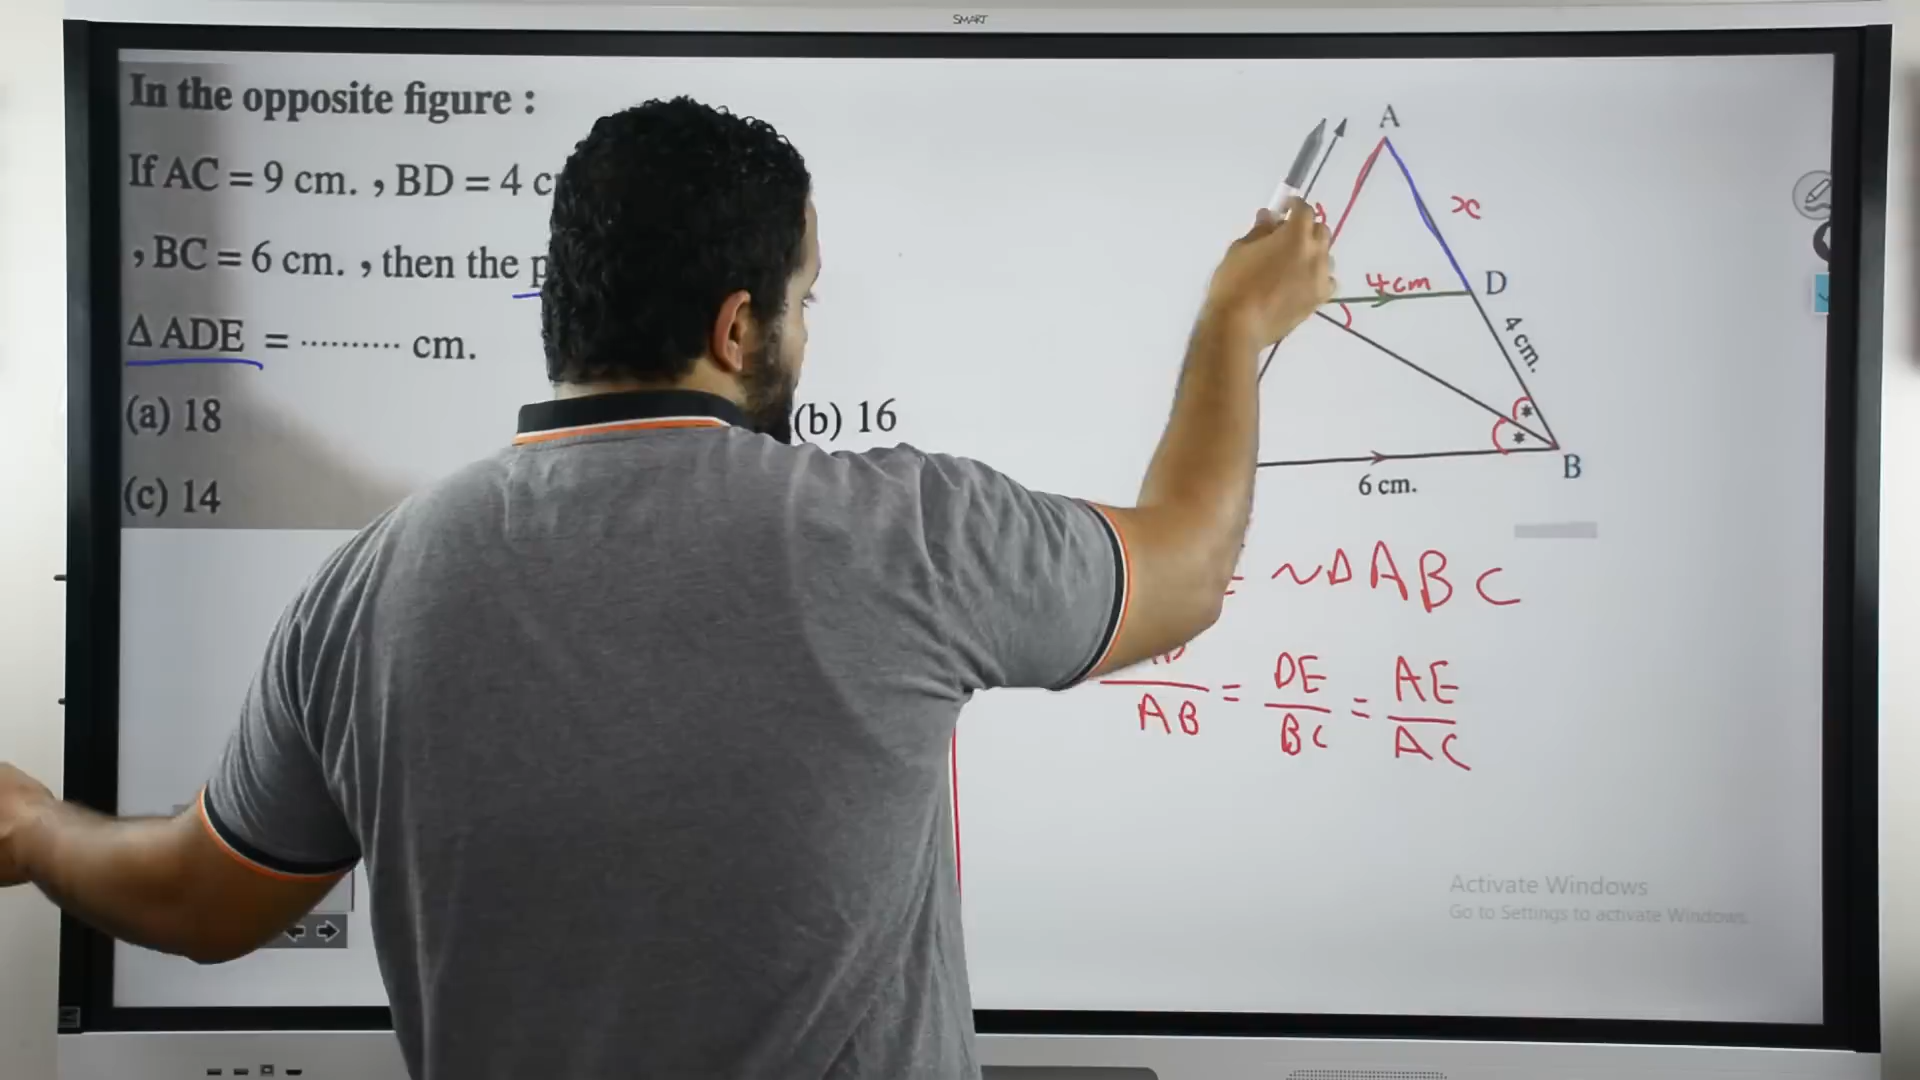 SMART
In the opposite figure :
If AC = 9 cm. , BD = 4
, BC = 6 cm. , then the
Δ ADE = .......... cm.
(a) 18
(b) 16
(c) 14
A
x
4cm
D
4 cm.
B
6 cm.
~Δ ABC
AB = DE/BC = AE/AC
Activate Windows
Go to Settings to activate Windows.